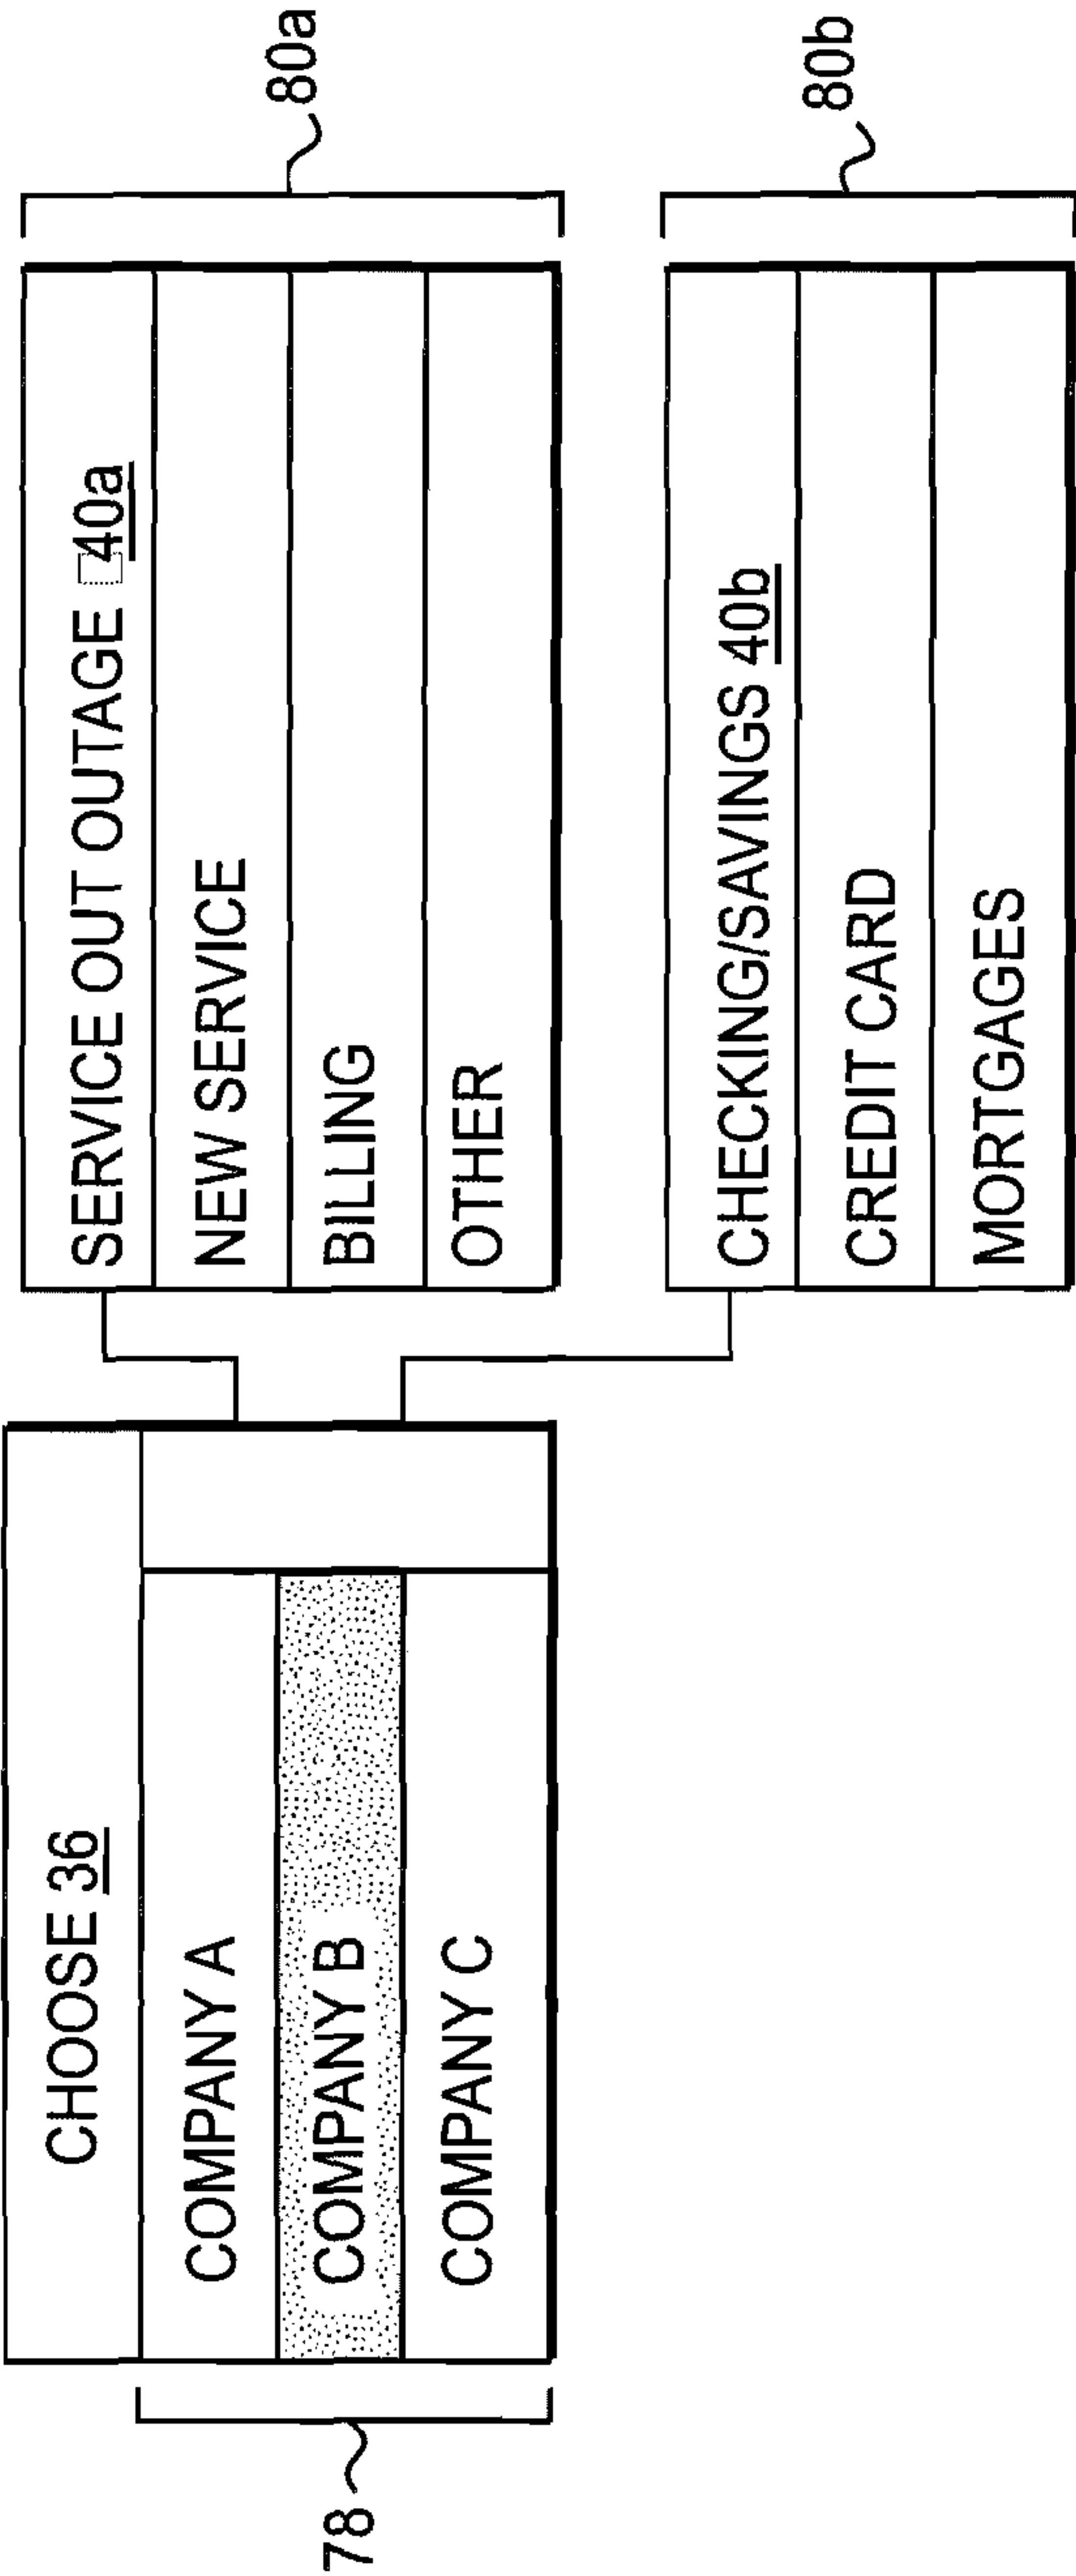 CHOOSE 36
COMPANY A
COMPANY B
COMPANY C
78
SERVICE OUT OUTAGE 40a
NEW SERVICE
BILLING
OTHER
80a
CHECKING/SAVINGS 40b
CREDIT CARD
MORTGAGES
80b